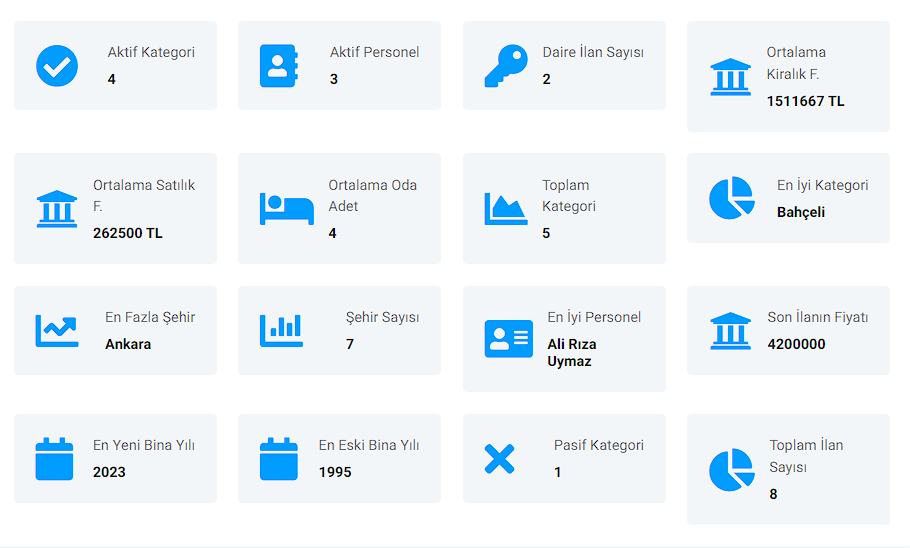 Aktif Kategori
4
Aktif Personel
3
Daire İlan Sayısı
2
Ortalama
Kiralık F.
1511667 TL
Ortalama Satılık
F.
262500 TL
Ortalama Oda
Adet
4
Toplam
Kategori
5
En İyi Kategori
Bahçeli
En Fazla Şehir
Ankara
Şehir Sayısı
7
En İyi Personel
Ali Rıza
Uymaz
Son İlanın Fiyatı
4200000
En Yeni Bina Yılı
2023
En Eski Bina Yılı
1995
Pasif Kategori
1
Toplam İlan
Sayısı
8